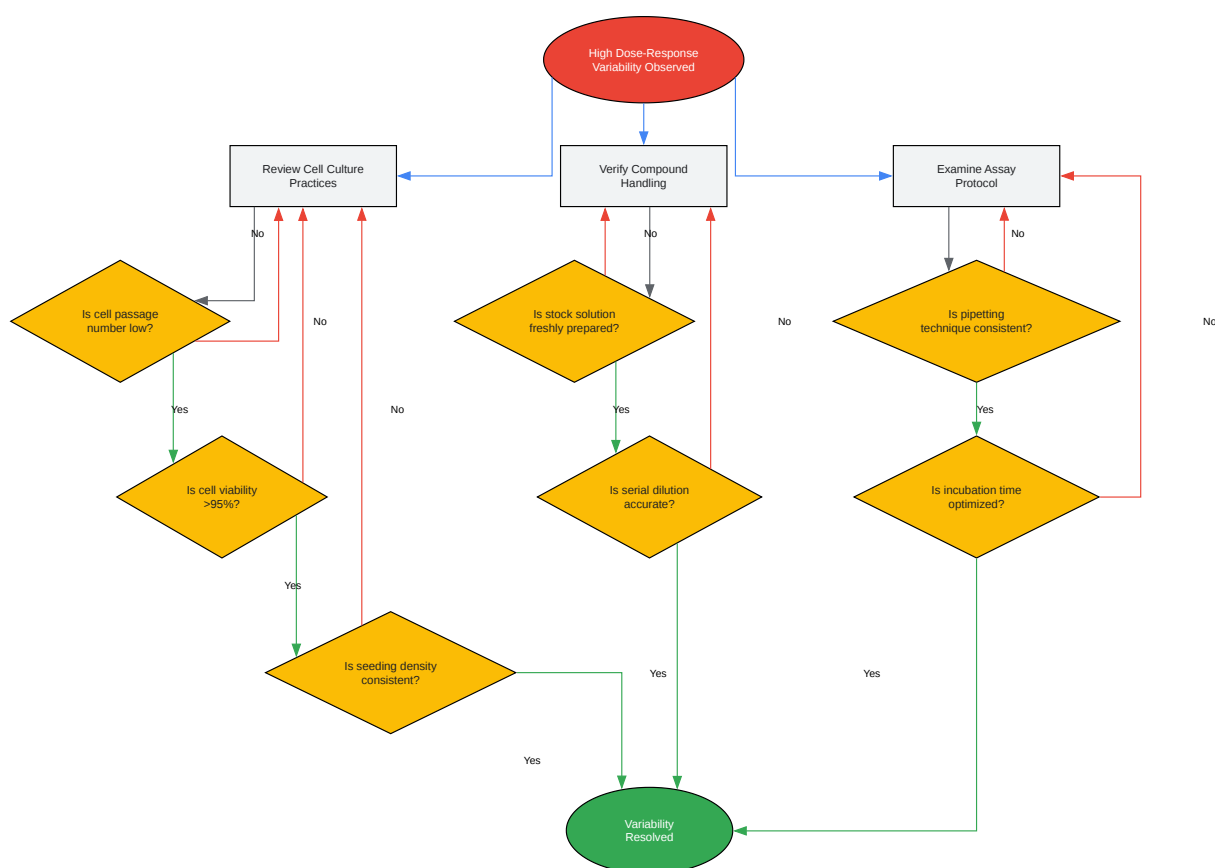 High Dose-Response
Variability Observed
Review Cell Culture
Practices
Verify Compound
Handling
Examine Assay
Protocol
No
No
No
Is cell passage
number low?
No
Is stock solution
freshly prepared?
No
Is pipetting
technique consistent?
No
Yes
No
Yes
Yes
Is cell viability
>95%?
Is serial dilution
accurate?
Is incubation time
optimized?
Yes
Is seeding density
consistent?
Yes
Yes
Yes
Variability
Resolved